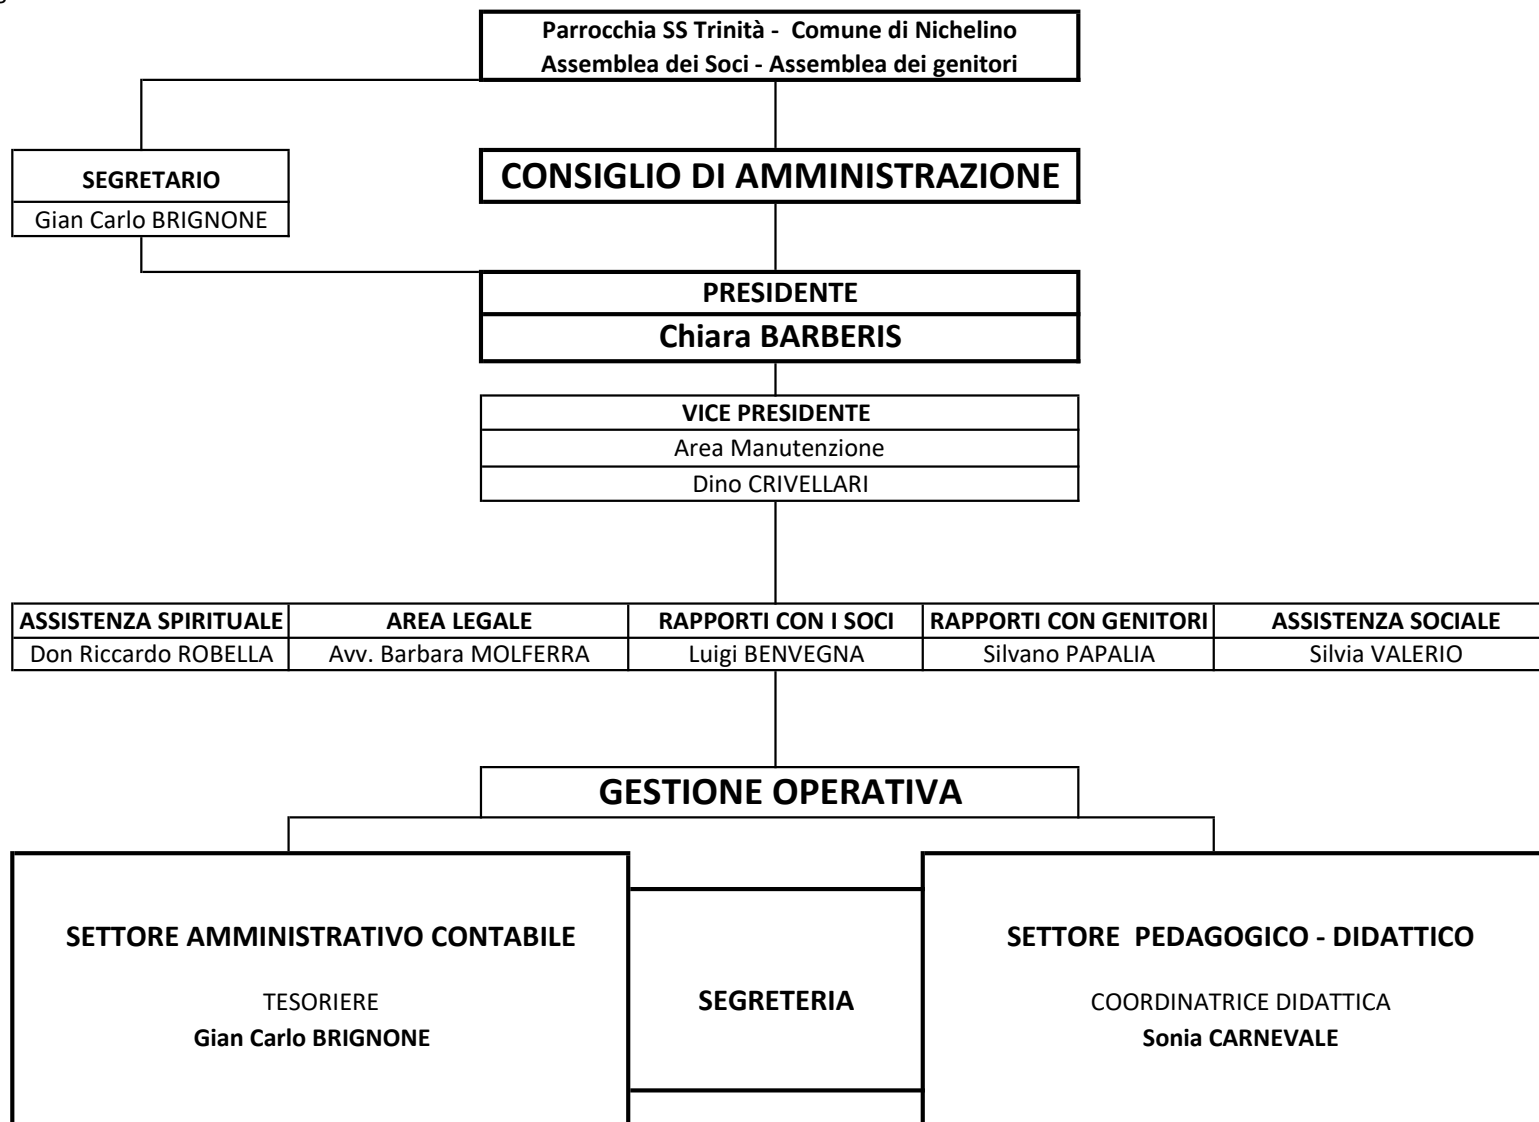 Parrocchia SS Trinità - Comune di Nichelino
Assemblea dei Soci - Assemblea dei genitori
SEGRETARIO
Gian Carlo BRIGNONE
CONSIGLIO DI AMMINISTRAZIONE
PRESIDENTE
Chiara BARBERIS
VICE PRESIDENTE
Area Manutenzione
Dino CRIVELLARI
ASSISTENZA SPIRITUALE AREA LEGALE RAPPORTI CON I SOCI RAPPORTI CON GENITORI ASSISTENZA SOCIALE
Don Riccardo ROBELLA Avv. Barbara MOLFERRA Luigi BENVEGNA Silvano PAPALIA Silvia VALERIO
GESTIONE OPERATIVA
SETTORE AMMINISTRATIVO CONTABILE
TESORIERE
Gian Carlo BRIGNONE
SEGRETERIA
SETTORE PEDAGOGICO - DIDATTICO
COORDINATRICE DIDATTICA
Sonia CARNEVALE